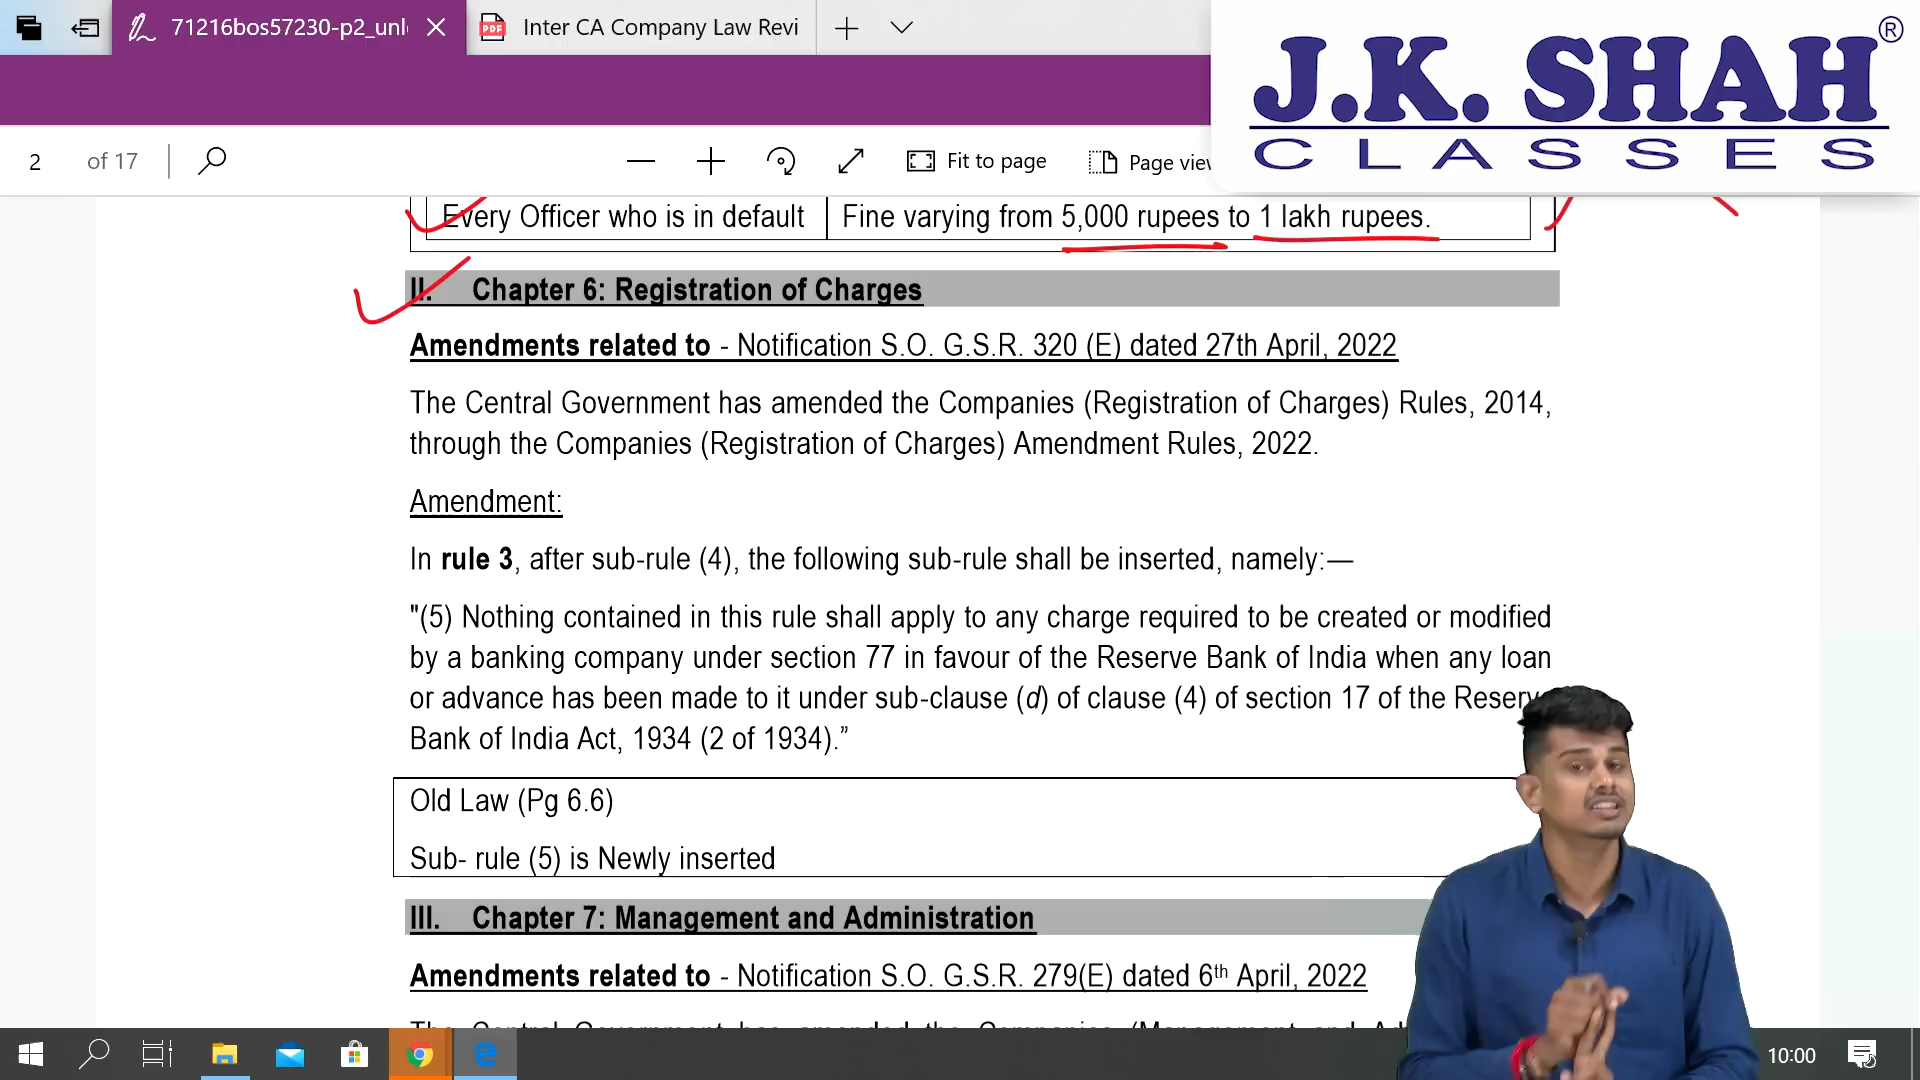 71216bos57230-p2_unl
Inter CA Company Law Revi
J.K. SHAH ®
CLASSES
2 of 17
Fit to page
Page view
Every Officer who is in default
Fine varying from 5,000 rupees to 1 lakh rupees.
II. Chapter 6: Registration of Charges
Amendments related to - Notification S.O. G.S.R. 320 (E) dated 27th April, 2022
The Central Government has amended the Companies (Registration of Charges) Rules, 2014,
through the Companies (Registration of Charges) Amendment Rules, 2022.
Amendment:
In rule 3, after sub-rule (4), the following sub-rule shall be inserted, namely:—
"(5) Nothing contained in this rule shall apply to any charge required to be created or modified
by a banking company under section 77 in favour of the Reserve Bank of India when any loan
or advance has been made to it under sub-clause (d) of clause (4) of section 17 of the Reserve
Bank of India Act, 1934 (2 of 1934).”
Old Law (Pg 6.6)
Sub- rule (5) is Newly inserted
III. Chapter 7: Management and Administration
Amendments related to - Notification S.O. G.S.R. 279(E) dated 6th April, 2022
10:00